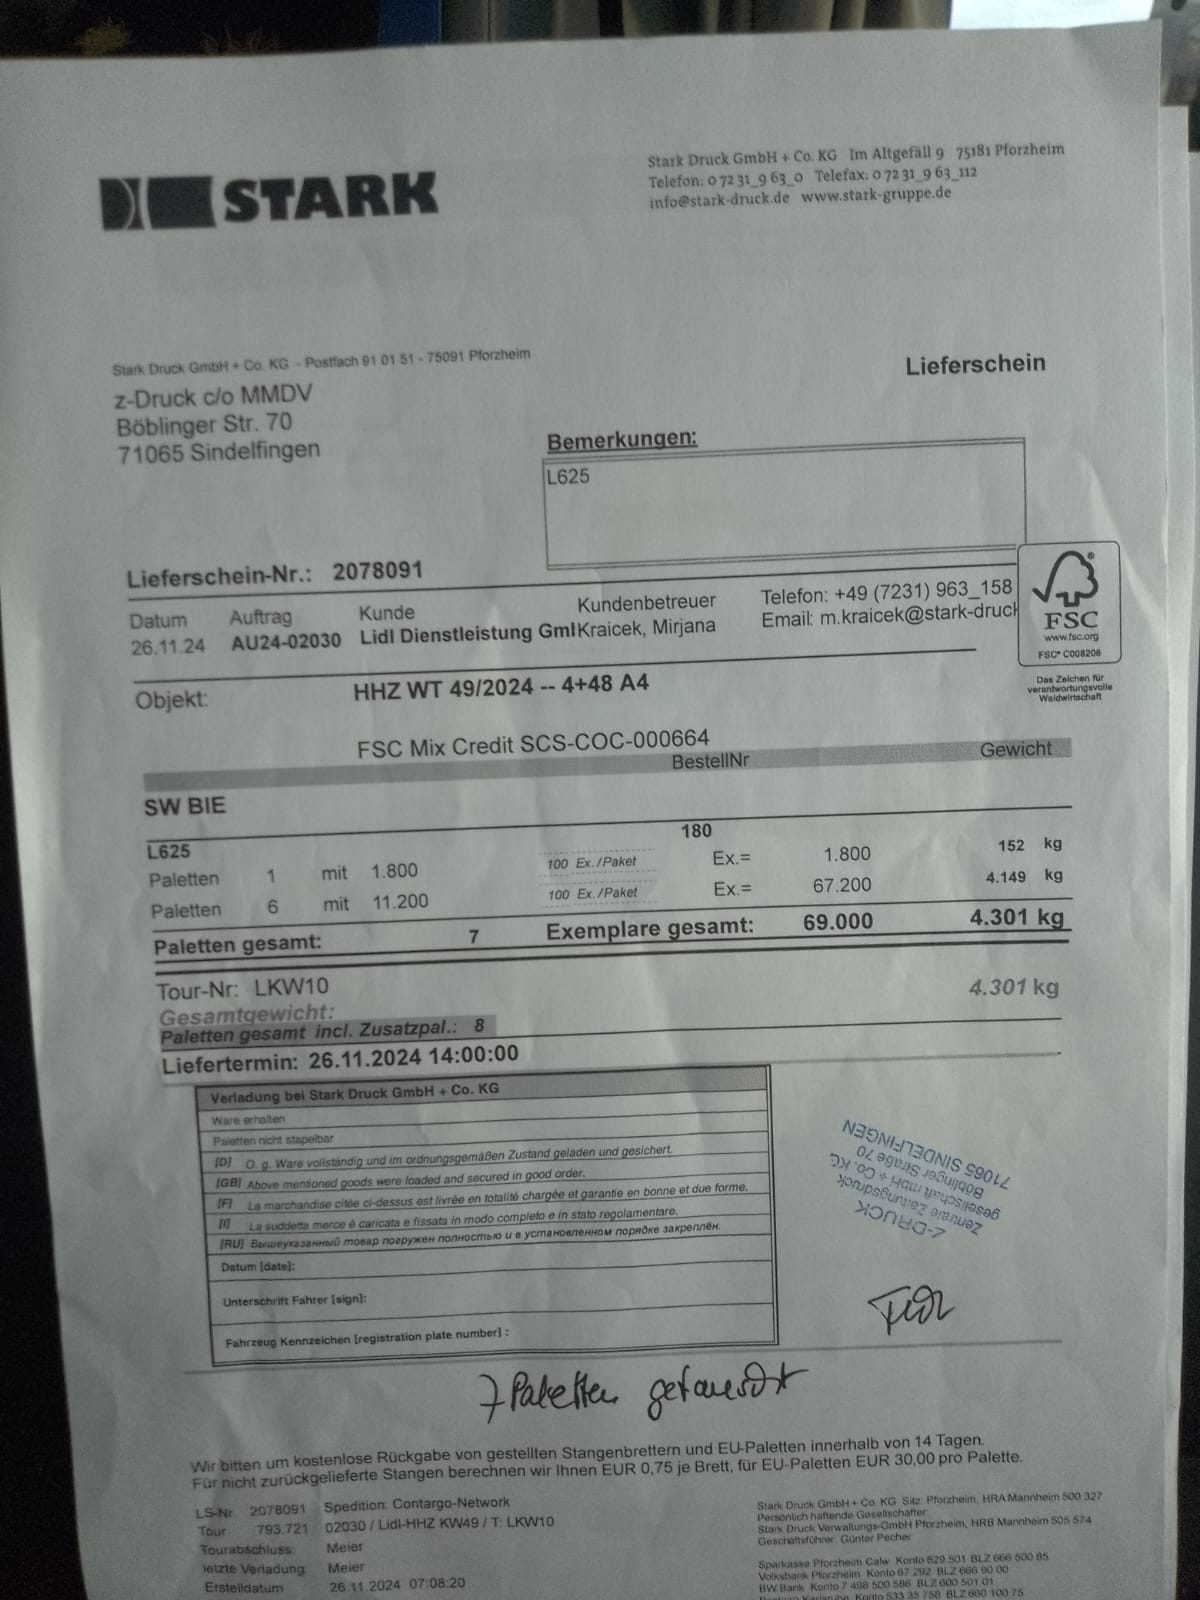 STARK
Stark Druck GmbH + Co. KG Im Altgefäll 9 75181 Pforzheim
Telefon: 0 72 31_9 63_0 Telefax: 0 72 31_9 63_112
info@stark-druck.de www.stark-gruppe.de
Stark Druck GmbH + Co. KG - Postfach 91 01 51 - 75091 Pforzheim
z-Druck c/o MMDV
Böblinger Str. 70
71065 Sindelfingen
Lieferschein
Bemerkungen:
L625
Lieferschein-Nr.: 2078091
Datum Auftrag Kunde Kundenbetreuer Telefon: +49 (7231) 963_158
26.11.24 AU24-02030 Lidl Dienstleistung Gml Kraicek, Mirjana Email: m.kraicek@stark-druck
FSC
www.fsc.org
FSC® C008206
Das Zeichen für
verantwortungsvolle
Waldwirtschaft
Objekt: HHZ WT 49/2024 -- 4+48 A4
FSC Mix Credit SCS-COC-000664
BestellNr Gewicht
SW BIE
L625 180
Paletten 1 mit 1.800 100 Ex./Paket Ex.= 1.800 152 kg
Paletten 6 mit 11.200 100 Ex./Paket Ex.= 67.200 4.149 kg
Paletten gesamt: 7 Exemplare gesamt: 69.000 4.301 kg
Tour-Nr: LKW10
Gesamtgewicht: 4.301 kg
Paletten gesamt incl. Zusatzpal.: 8
Liefertermin: 26.11.2024 14:00:00
Verladung bei Stark Druck GmbH + Co. KG
Ware erhalten
Paletten nicht stapelbar
[D] O. g. Ware vollständig und im ordnungsgemäßen Zustand geladen und gesichert.
[GB] Above mentioned goods were loaded and secured in good order.
[F] La marchandise citée ci-dessus est livrée en totalité chargée et garantie en bonne et due forme.
[I] La suddetta merce è caricata e fissata in modo completo e in stato regolamentare.
[RU] Вышеуказанный товар погружен полностью и в установленном порядке закреплён.
Datum [date]:
Unterschrift Fahrer [sign]:
Fahrzeug Kennzeichen [registration plate number] :
Z-DRUCK
Zentrale Zeitungsdruck
gesellschaft mbH + Co. KG
Böblinger Straße 70
71065 SINDELFINGEN
7 Paletten getauscht
Wir bitten um kostenlose Rückgabe von gestellten Stangenbrettern und EU-Paletten innerhalb von 14 Tagen.
Für nicht zurückgelieferte Stangen berechnen wir Ihnen EUR 0,75 je Brett, für EU-Paletten EUR 30,00 pro Palette.
LS-Nr. 2078091 Spedition: Contargo-Network
Tour 793.721 02030 / Lidl-HHZ KW49 / T: LKW10
Tourabschluss: Meier
letzte Verladung Meier
Erstelldatum 26.11.2024 07:08:20
Stark Druck GmbH + Co. KG Sitz: Pforzheim, HRA Mannheim 500 327
Persönlich haftende Gesellschafter:
Stark Druck Verwaltungs-GmbH Pforzheim, HRB Mannheim 505 574
Geschäftsführer: Günter Pecher
Sparkasse Pforzheim Calw Konto 829 501 BLZ 666 500 85
Volksbank Pforzheim Konto 67 292 BLZ 666 90 00
BW Bank Konto 7 498 500 586 BLZ 600 501 01
Konto 533 35 758 BLZ 660 100 75